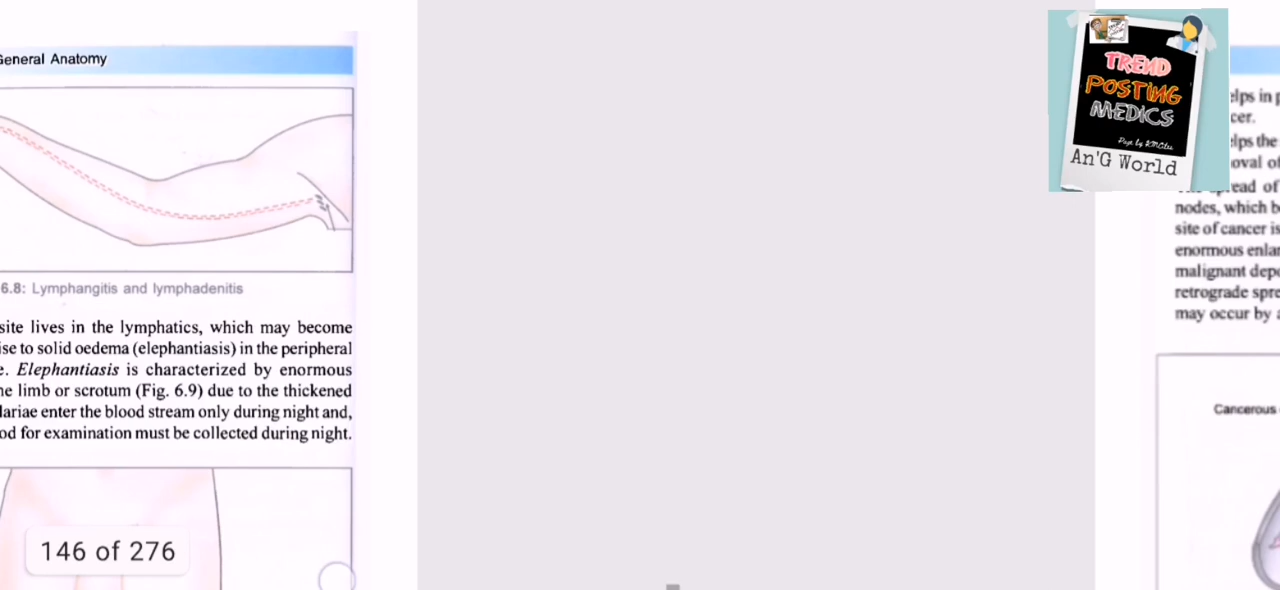 General Anatomy
6.8: Lymphangitis and lymphadenitis
site lives in the lymphatics, which may become
ise to solid oedema (elephantiasis) in the peripheral
e. Elephantiasis is characterized by enormous
he limb or scrotum (Fig. 6.9) due to the thickened
lariae enter the blood stream only during night and,
od for examination must be collected during night.
146 of 276
TREND
POSTING
MEDICS
An'G World
elps in p
cer.
elps the
oval of
read of
nodes, which b
site of cancer is
enormous enlar
malignant depo
retrograde spre
may occur by a
Cancerous